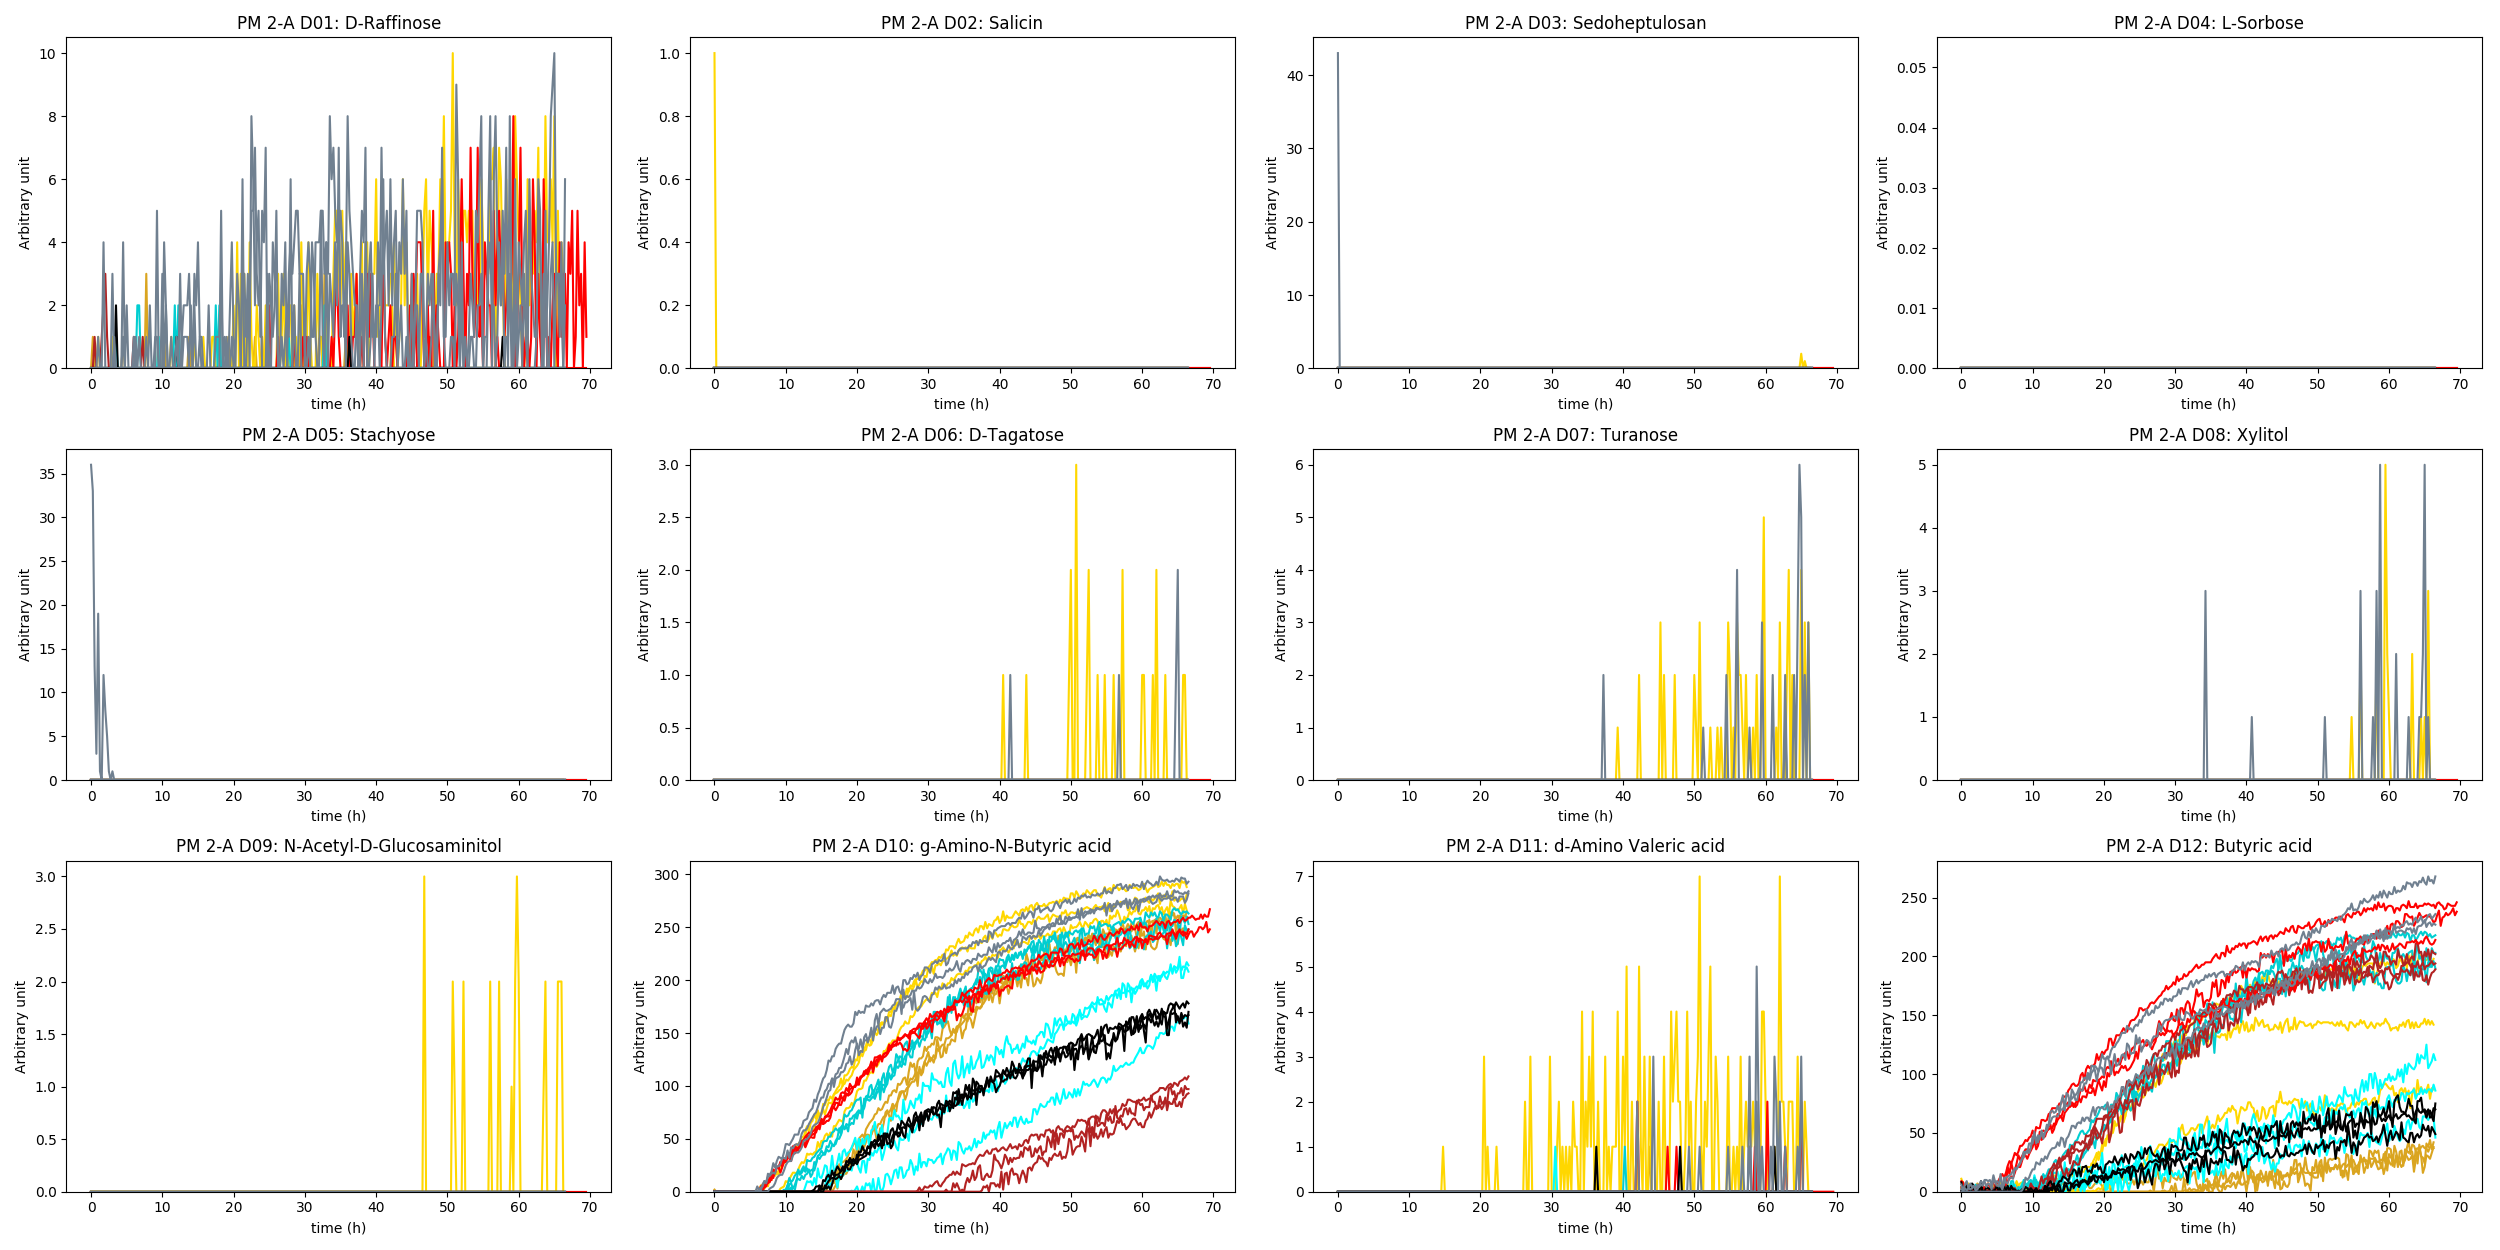 PM 2-A D01: D-Raffinose
Arbitrary unit
10
8
6
4
2
0
0 10 20 30 40 50 60 70
time (h)
PM 2-A D02: Salicin
Arbitrary unit
1.0
0.8
0.6
0.4
0.2
0.0
0 10 20 30 40 50 60 70
time (h)
PM 2-A D03: Sedoheptulosan
Arbitrary unit
40
30
20
10
0
0 10 20 30 40 50 60 70
time (h)
PM 2-A D04: L-Sorbose
Arbitrary unit
0.05
0.04
0.03
0.02
0.01
0.00
0 10 20 30 40 50 60 70
time (h)
PM 2-A D05: Stachyose
Arbitrary unit
35
30
25
20
15
10
5
0
0 10 20 30 40 50 60 70
time (h)
PM 2-A D06: D-Tagatose
Arbitrary unit
3.0
2.5
2.0
1.5
1.0
0.5
0.0
0 10 20 30 40 50 60 70
time (h)
PM 2-A D07: Turanose
Arbitrary unit
6
5
4
3
2
1
0
0 10 20 30 40 50 60 70
time (h)
PM 2-A D08: Xylitol
Arbitrary unit
5
4
3
2
1
0
0 10 20 30 40 50 60 70
time (h)
PM 2-A D09: N-Acetyl-D-Glucosaminitol
Arbitrary unit
3.0
2.5
2.0
1.5
1.0
0.5
0.0
0 10 20 30 40 50 60 70
time (h)
PM 2-A D10: g-Amino-N-Butyric acid
Arbitrary unit
300
250
200
150
100
50
0
0 10 20 30 40 50 60 70
time (h)
PM 2-A D11: d-Amino Valeric acid
Arbitrary unit
7
6
5
4
3
2
1
0
0 10 20 30 40 50 60 70
time (h)
PM 2-A D12: Butyric acid
Arbitrary unit
250
200
150
100
50
0
0 10 20 30 40 50 60 70
time (h)